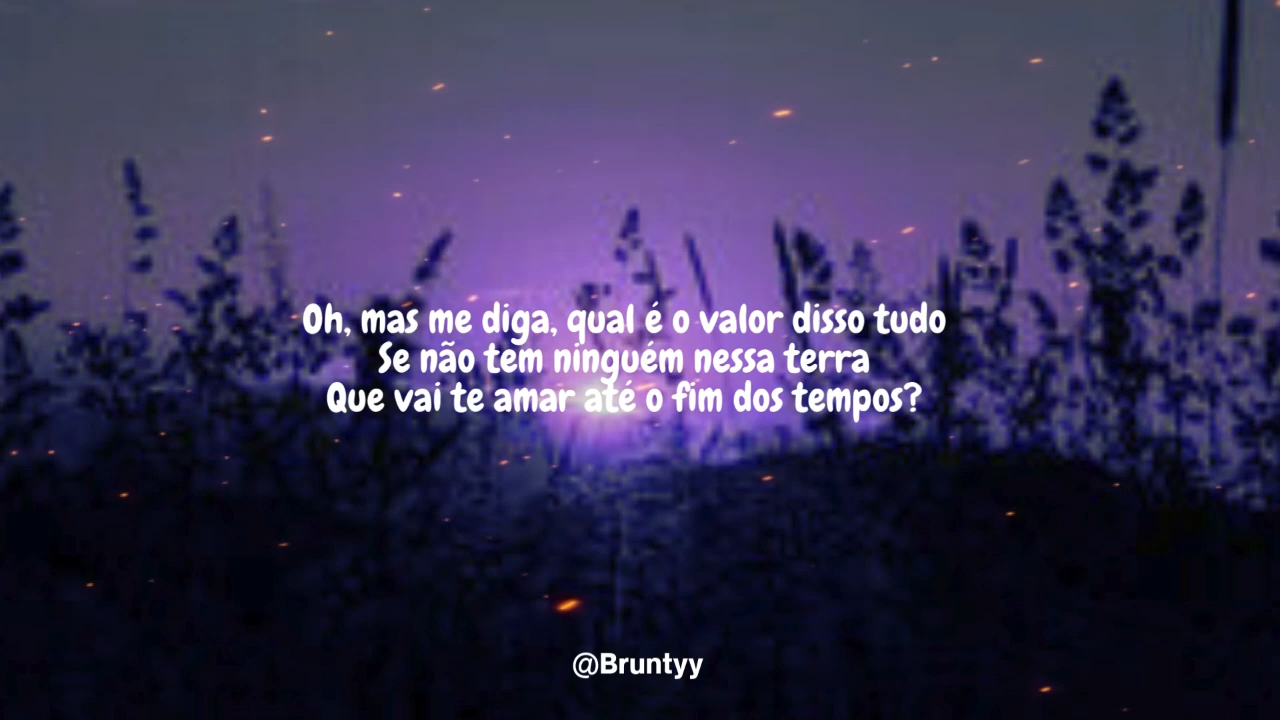 Oh, mas me diga, qual é o valor disso tudo
Se não tem ninguém nessa terra
Que vai te amar até o fim dos tempos?
@Bruntyy